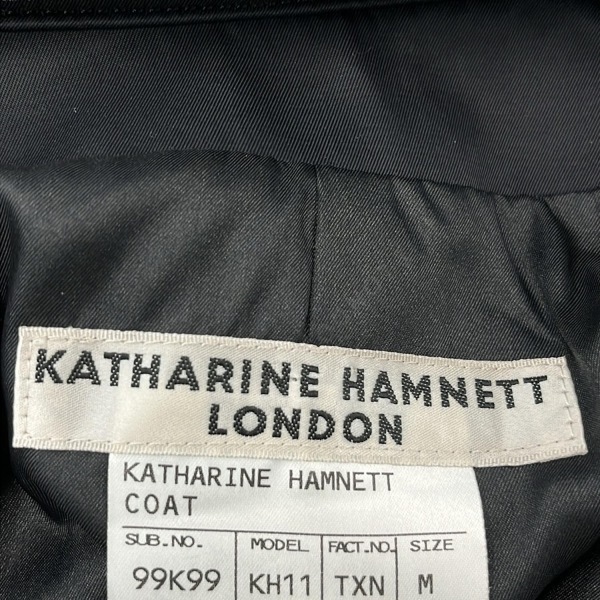 KATHARINE HAMNETT
LONDON
KATHARINE HAMNETT
COAT
SUB.NO. MODEL FACT.NO. SIZE
99K99 KH11 TXN M